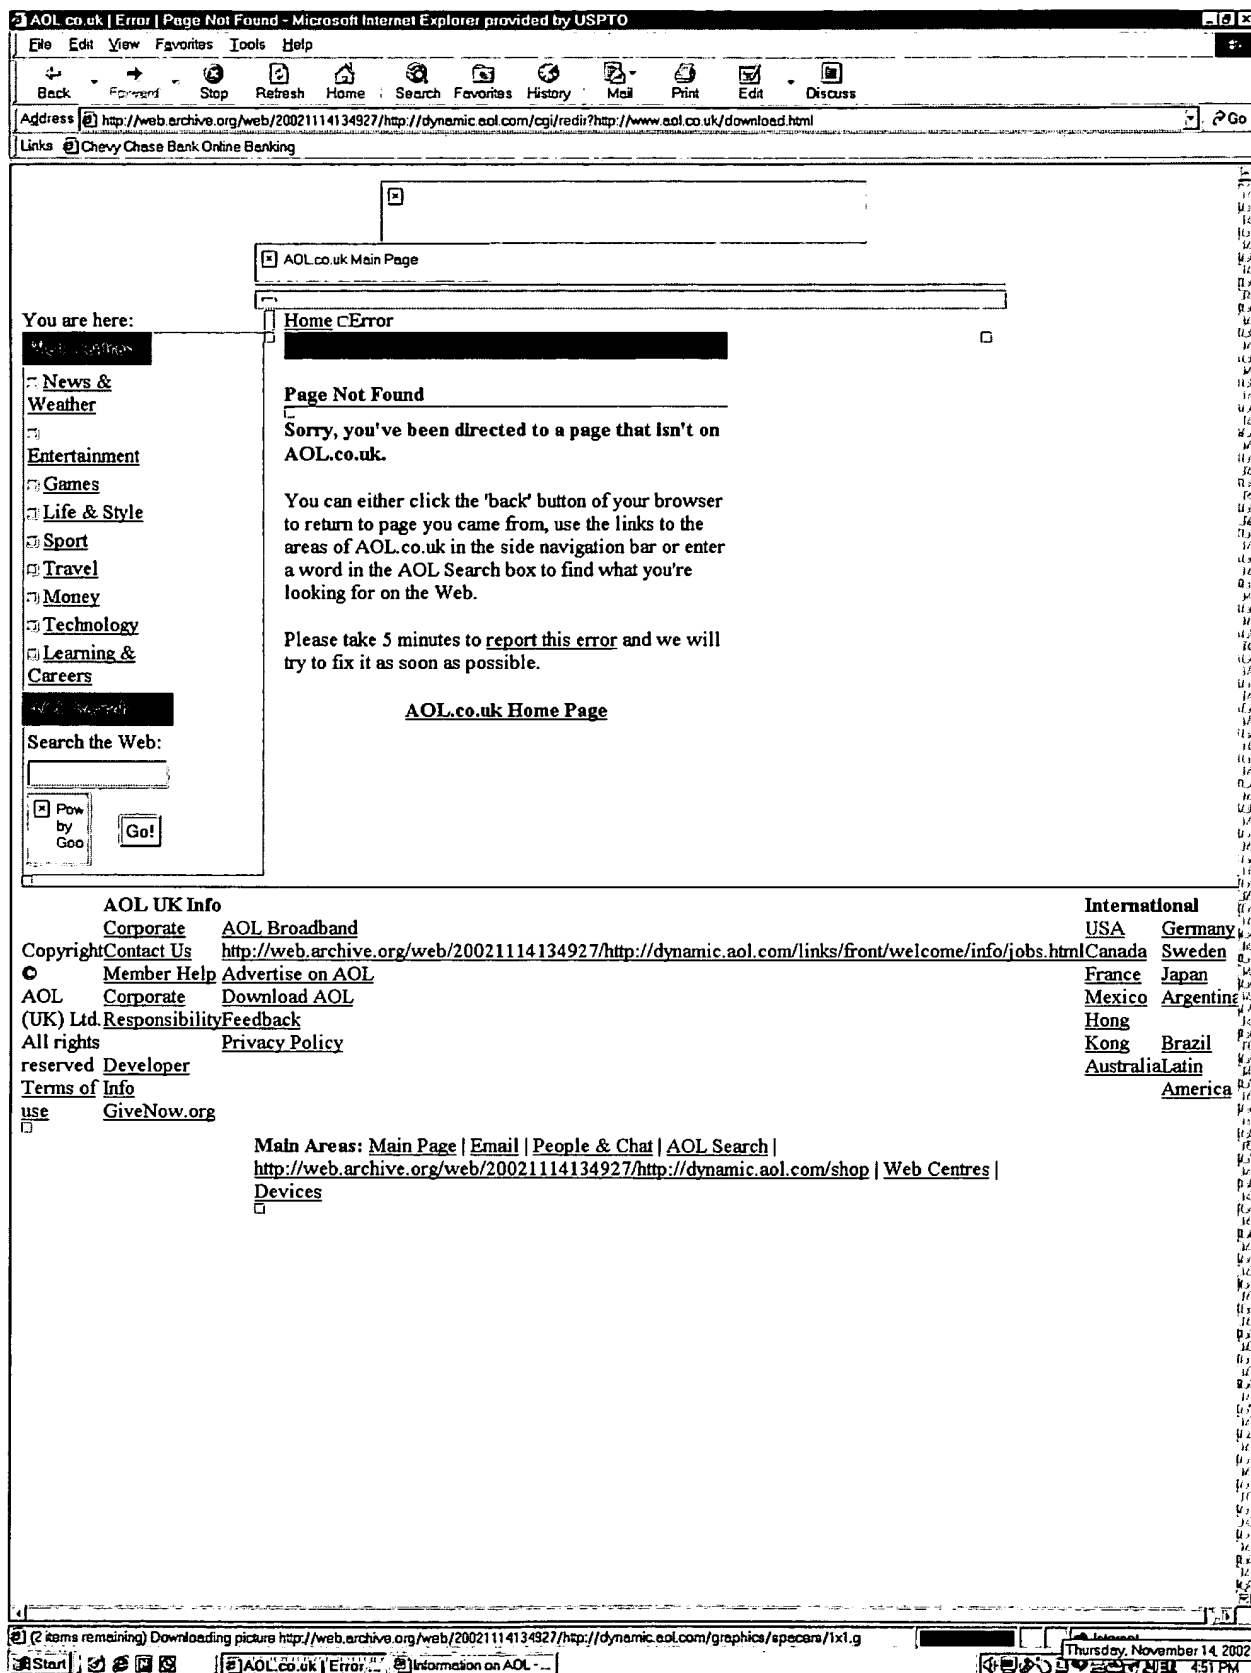 AOL.co.uk | Error | Page Not Found - Microsoft Internet Explorer provided by USPTO
File Edit View Favorites Tools Help
Back Forward Stop Refresh Home Search Favorites History Mail Print Edit Discuss
Address http://web.archive.org/web/20021114134927/http://dynamic.aol.com/cgi/redir?http://www.aol.co.uk/download.html Go
Links Chevy Chase Bank Online Banking
AOL.co.uk Main Page
You are here:
Home Error
News &
Weather
Entertainment
Games
Life & Style
Sport
Travel
Money
Technology
Learning &
Careers
Search the Web:
Pow
by
Goo
Go!
Page Not Found
Sorry, you've been directed to a page that isn't on
AOL.co.uk.
You can either click the 'back' button of your browser
to return to page you came from, use the links to the
areas of AOL.co.uk in the side navigation bar or enter
a word in the AOL Search box to find what you're
looking for on the Web.
Please take 5 minutes to report this error and we will
try to fix it as soon as possible.
AOL.co.uk Home Page
Copyright
©
AOL
(UK) Ltd.
All rights
reserved
Terms of
use
AOL UK Info
Corporate
Contact Us
Member Help
Corporate
Responsibility
Developer
Info
GiveNow.org
AOL Broadband
http://web.archive.org/web/20021114134927/http://dynamic.aol.com/links/front/welcome/info/jobs.html
Advertise on AOL
Download AOL
Feedback
Privacy Policy
International
USA
Canada
France
Mexico
Hong
Kong
Australia
Germany
Sweden
Japan
Argentina
Brazil
Latin
America
Main Areas: Main Page | Email | People & Chat | AOL Search |
http://web.archive.org/web/20021114134927/http://dynamic.aol.com/shop | Web Centres |
Devices
(2 items remaining) Downloading picture http://web.archive.org/web/20021114134927/http://dynamic.aol.com/graphics/spacers/1x1.g
Thursday, November 14, 2002
Start AOL.co.uk | Error ... Information on AOL - ... 4:51 PM